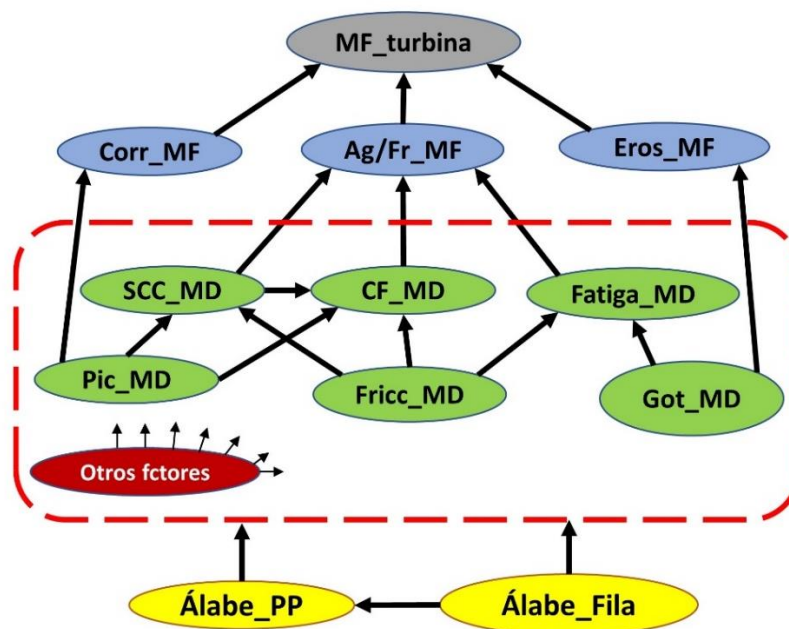 MF_turbina
Corr_MF
Ag/Fr_MF
Eros_MF
SCC_MD
CF_MD
Fatiga_MD
Pic_MD
Fricc_MD
Got_MD
Otros fctores
Álabe_PP
Álabe_Fila